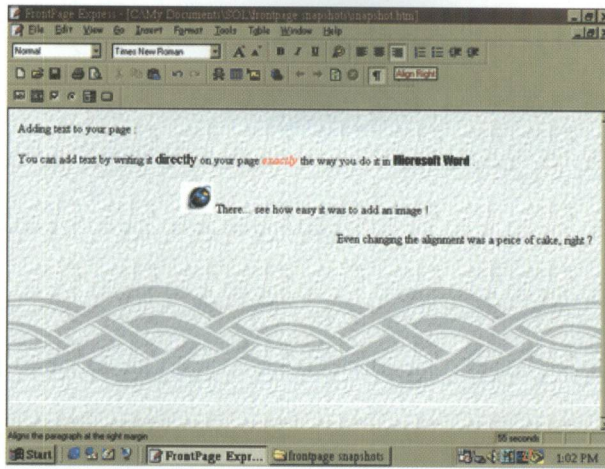 FrontPage Express - [C:\My Documents\SOL\frontpage snapshots\snapshot.htm]
File Edit View Go Insert Format Tools Table Window Help
Normal Times New Roman
Align Right
Adding text to your page :
You can add text by writing it directly on your page exactly the way you do it in Microsoft Word
There... see how easy it was to add an image !
Even changing the alignment was a peice of cake, right ?
Aligns the paragraph at the right margin 55 seconds
Start FrontPage Expr... frontpage snapshots 1:02 PM